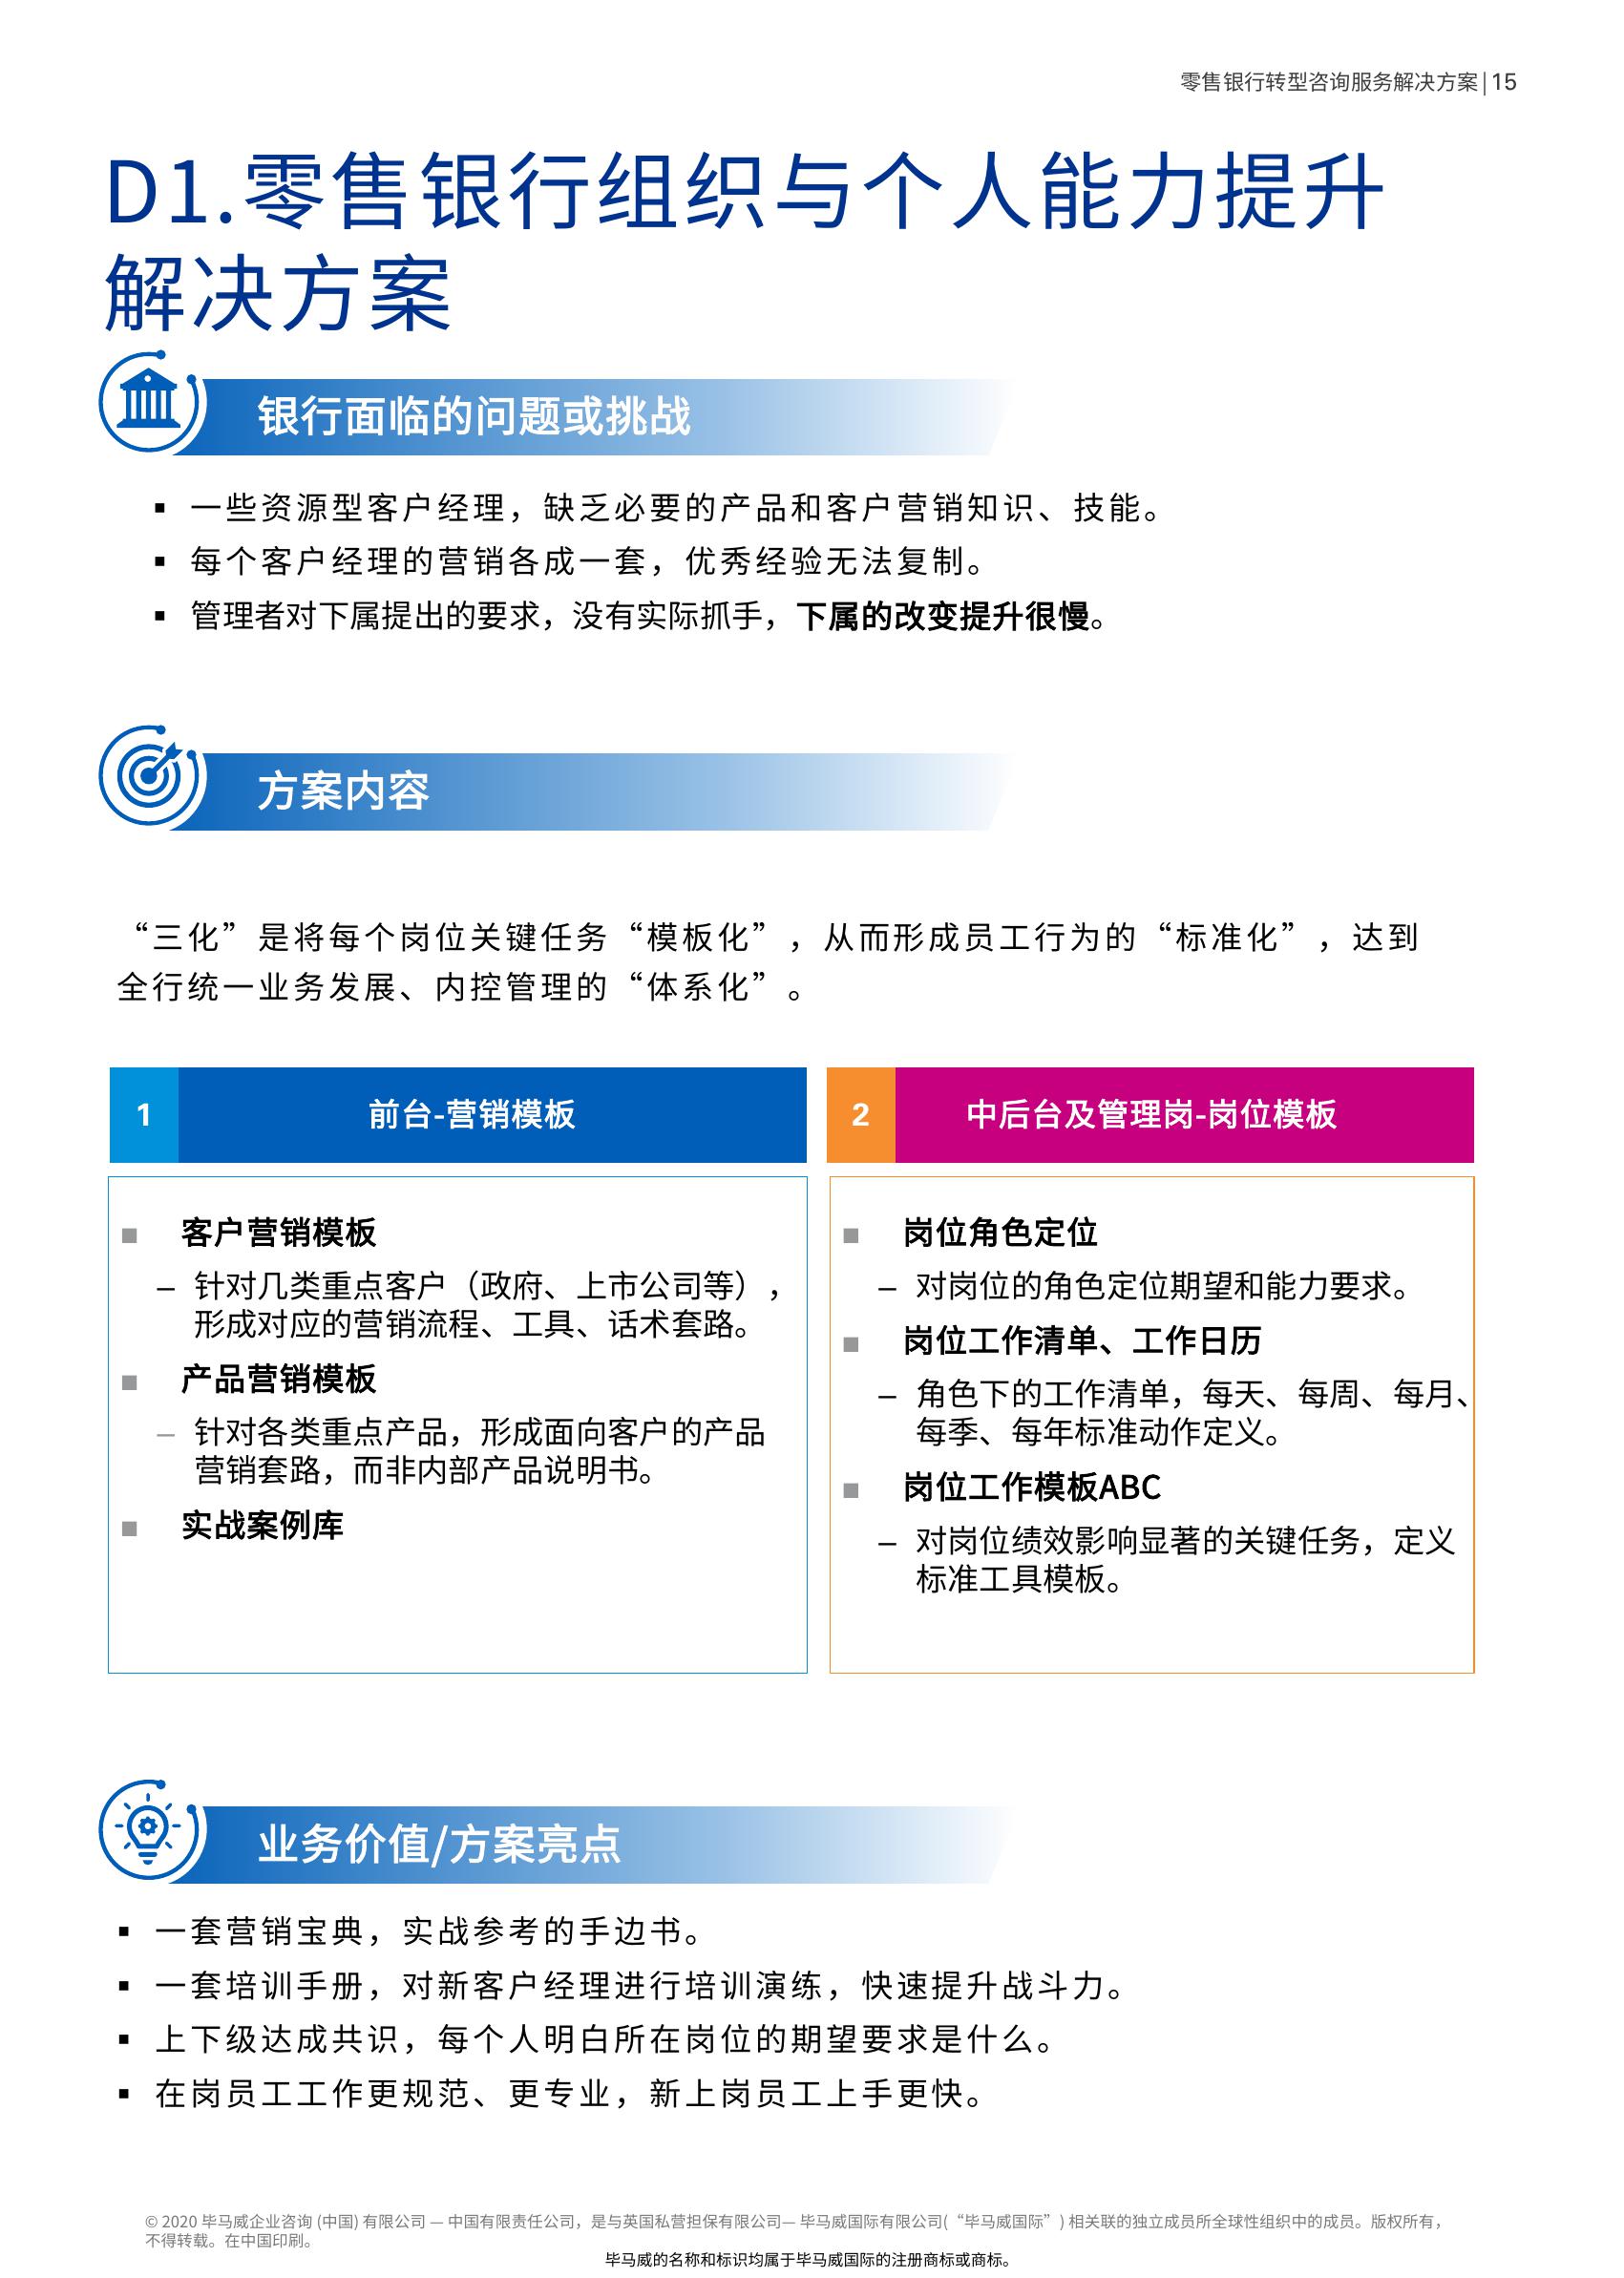 零售银行转型咨询服务解决方案|15
D1.零售银行组织与个人能力提升
解决方案
银行面临的问题或挑战
▪ 一些资源型客户经理，缺乏必要的产品和客户营销知识、技能。
▪ 每个客户经理的营销各成一套，优秀经验无法复制。
▪ 管理者对下属提出的要求，没有实际抓手，下属的改变提升很慢。
方案内容
“三化”是将每个岗位关键任务“模板化”，从而形成员工行为的“标准化”，达到
全行统一业务发展、内控管理的“体系化”。
1 前台-营销模板
■ 客户营销模板
– 针对几类重点客户（政府、上市公司等），
形成对应的营销流程、工具、话术套路。
■ 产品营销模板
– 针对各类重点产品，形成面向客户的产品
营销套路，而非内部产品说明书。
■ 实战案例库
2 中后台及管理岗-岗位模板
■ 岗位角色定位
– 对岗位的角色定位期望和能力要求。
■ 岗位工作清单、工作日历
– 角色下的工作清单，每天、每周、每月、
每季、每年标准动作定义。
■ 岗位工作模板ABC
– 对岗位绩效影响显著的关键任务，定义
标准工具模板。
业务价值/方案亮点
▪ 一套营销宝典，实战参考的手边书。
▪ 一套培训手册，对新客户经理进行培训演练，快速提升战斗力。
▪ 上下级达成共识，每个人明白所在岗位的期望要求是什么。
▪ 在岗员工工作更规范、更专业，新上岗员工上手更快。
© 2020 毕马威企业咨询 (中国) 有限公司 — 中国有限责任公司，是与英国私营担保有限公司— 毕马威国际有限公司(“毕马威国际”) 相关联的独立成员所全球性组织中的成员。版权所有，
不得转载。在中国印刷。
毕马威的名称和标识均属于毕马威国际的注册商标或商标。